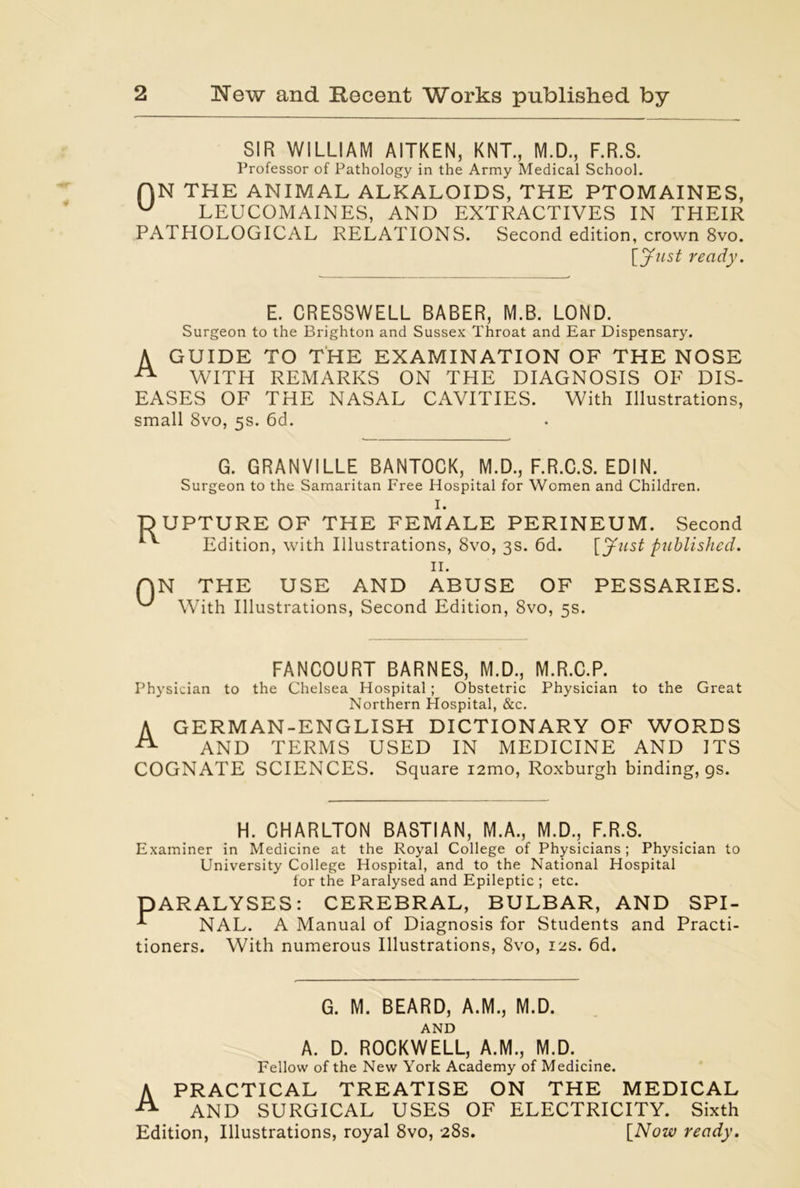 2 New and Recent Works published by
SIR WILLIAM AITKEN, KNT., M.D., F.R.S.
Professor of Pathology in the Army Medical School.
ON THE ANIMAL ALKALOIDS, THE PTOMAINES,
LEUCOMAINES, AND EXTRACTIVES IN THEIR
PATHOLOGICAL RELATIONS. Second edition, crown 8vo.
[Just ready.
E. CRESSWELL BABER, M.B. LOND.
Surgeon to the Brighton and Sussex Throat and Ear Dispensary.
A GUIDE TO THE EXAMINATION OF THE NOSE
WITH REMARKS ON THE DIAGNOSIS OF DIS-
EASES OF THE NASAL CAVITIES. With Illustrations,
small 8vo, 5s. 6d.
G. GRANVILLE BANTOCK, M.D., F.R.C.S. EDIN.
Surgeon to the Samaritan Free Hospital for Women and Children.
I.
RUPTURE OF THE FEMALE PERINEUM. Second
Edition, with Illustrations, 8vo, 3s. 6d. [Just published.
II.
ON THE USE AND ABUSE OF PESSARIES.
With Illustrations, Second Edition, 8vo, 5s.
FANCOURT BARNES, M.D., M.R.C.P.
Physician to the Chelsea Hospital; Obstetric Physician to the Great
Northern Hospital, &c.
A GERMAN-ENGLISH DICTIONARY OF WORDS
AND TERMS USED IN MEDICINE AND ITS
COGNATE SCIENCES. Square 12mo, Roxburgh binding, 9s.
H. CHARLTON BASTIAN, M.A., M.D., F.R.S.
Examiner in Medicine at the Royal College of Physicians; Physician to
University College Hospital, and to the National Hospital
for the Paralysed and Epileptic; etc.
PARALYSES: CEREBRAL, BULBAR, AND SPI-
NAL. A Manual of Diagnosis for Students and Practi-
tioners. With numerous Illustrations, 8vo, 12s. 6d.
G. M. BEARD, A.M., M.D.
AND
A. D. ROCKWELL, A.M., M.D.
Fellow of the New York Academy of Medicine.
A PRACTICAL TREATISE ON THE MEDICAL
AND SURGICAL USES OF ELECTRICITY. Sixth
Edition, Illustrations, royal 8vo, 28s. [Now ready.